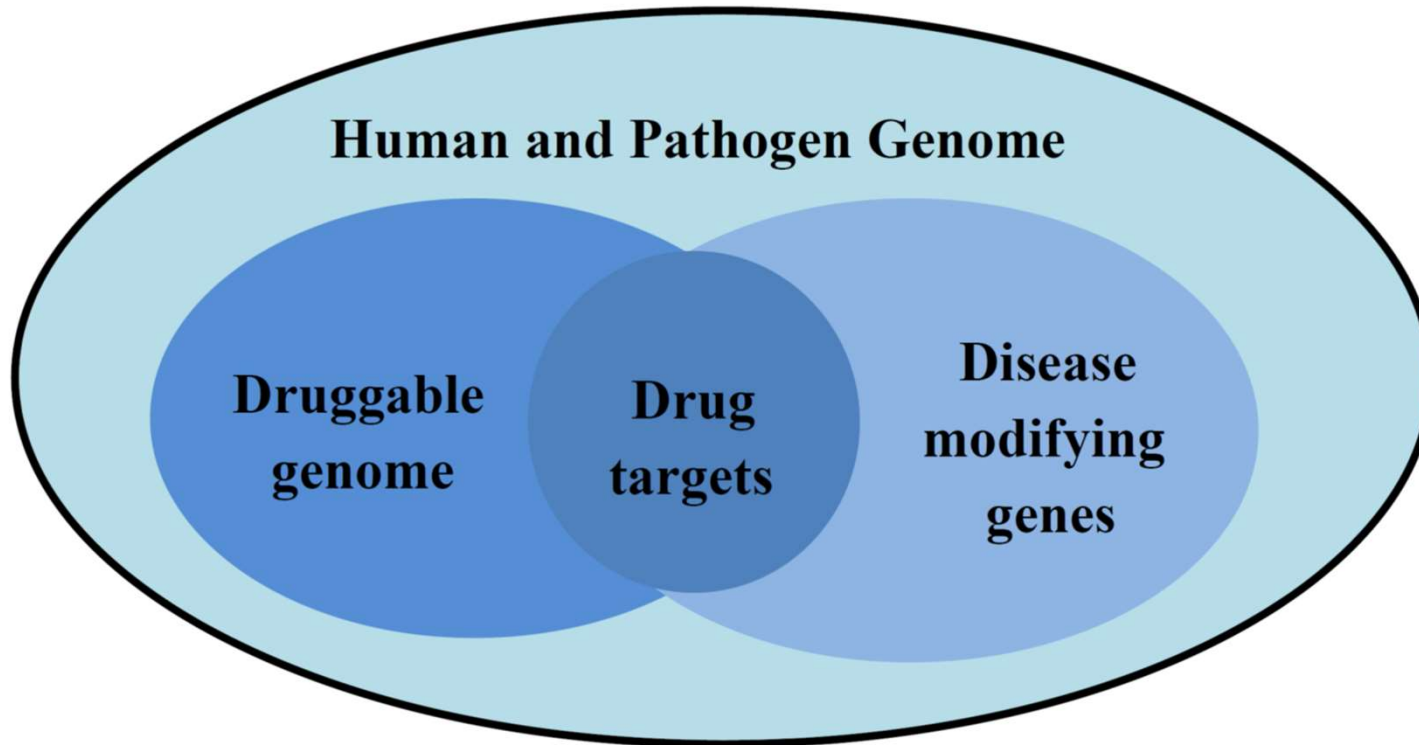 Human and Pathogen Genome
Druggable
genome
Drug
targets
Disease
modifying
genes